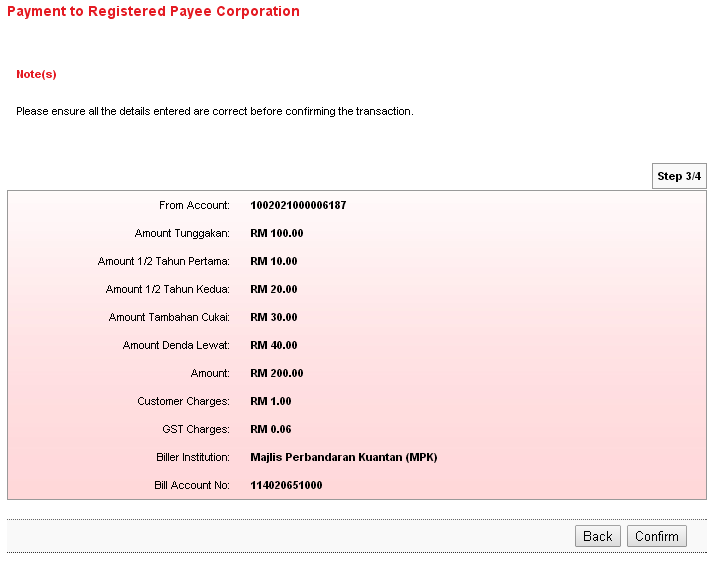 Payment to Registered Payee Corporation
Note(s)
Please ensure all the details entered are correct before confirming the transaction.
Step 3/4
From Account: 1002021000006187
Amount Tunggakan: RM 100.00
Amount 1/2 Tahun Pertama: RM 10.00
Amount 1/2 Tahun Kedua: RM 20.00
Amount Tambahan Cukai: RM 30.00
Amount Denda Lewat: RM 40.00
Amount: RM 200.00
Customer Charges: RM 1.00
GST Charges: RM 0.06
Biller Institution: Majlis Perbandaran Kuantan (MPK)
Bill Account No: 114020651000
Back Confirm